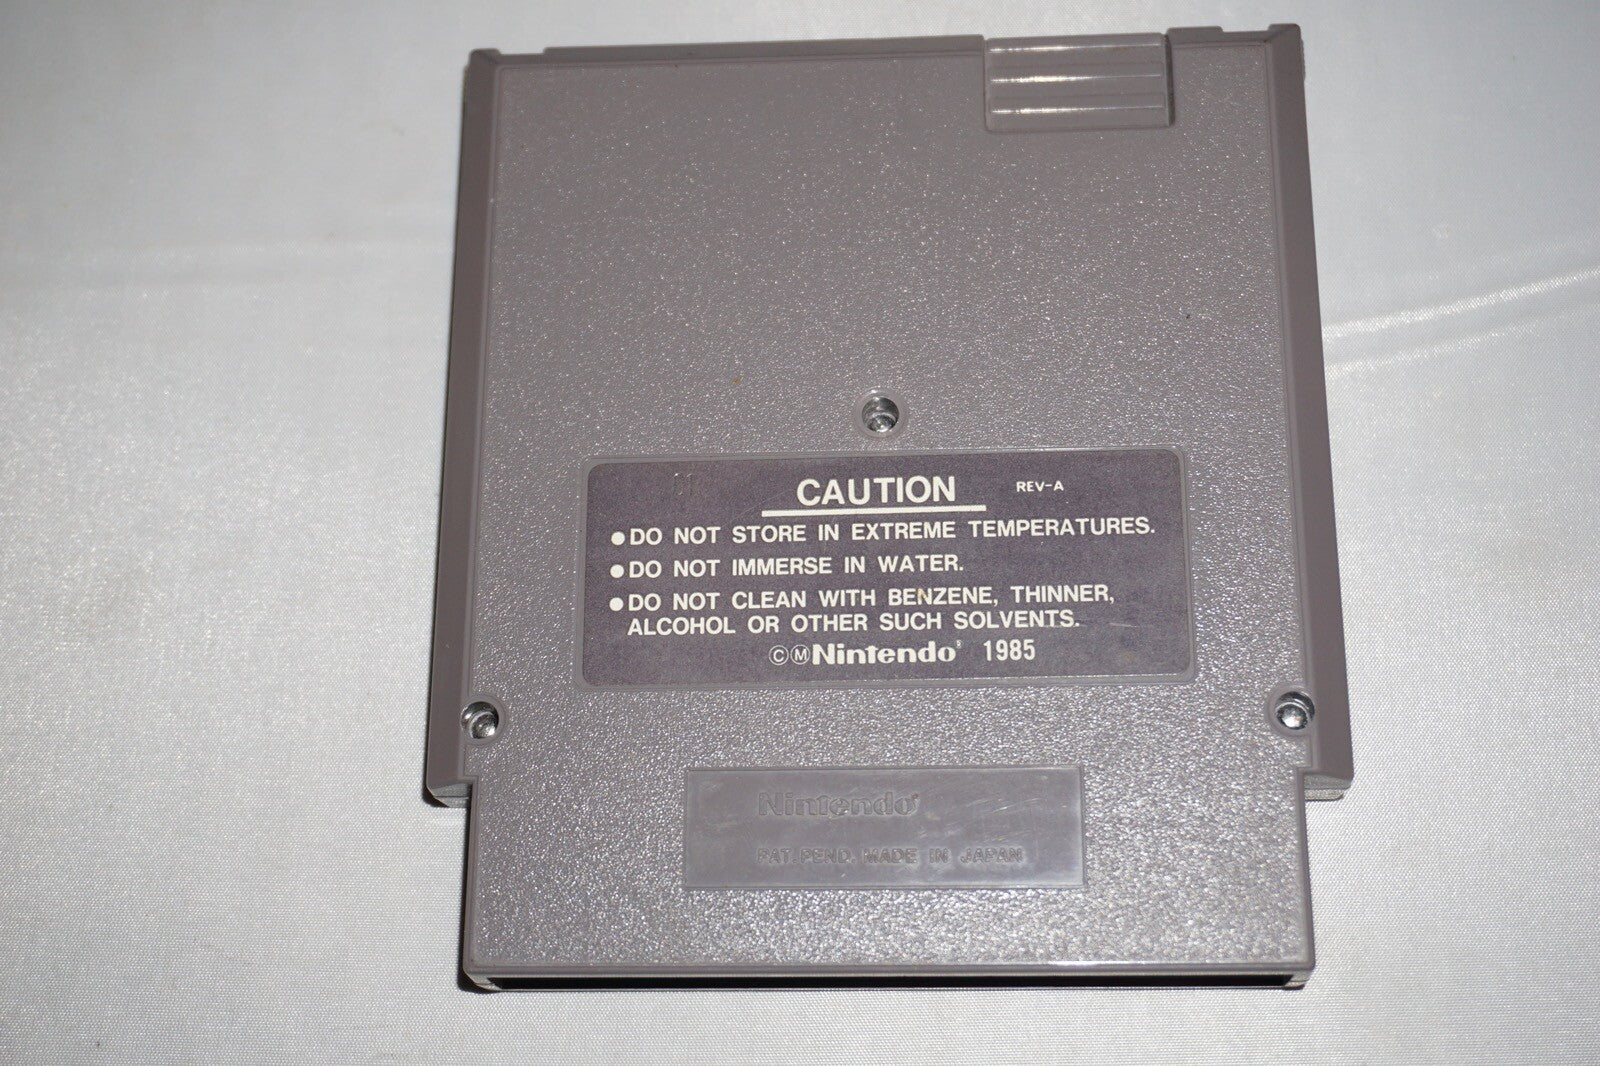 CAUTION REV-A
●DO NOT STORE IN EXTREME TEMPERATURES.
●DO NOT IMMERSE IN WATER.
●DO NOT CLEAN WITH BENZENE, THINNER,
ALCOHOL OR OTHER SUCH SOLVENTS.
©ⓂNintendo® 1985
Nintendo®
PAT. PEND. MADE IN JAPAN